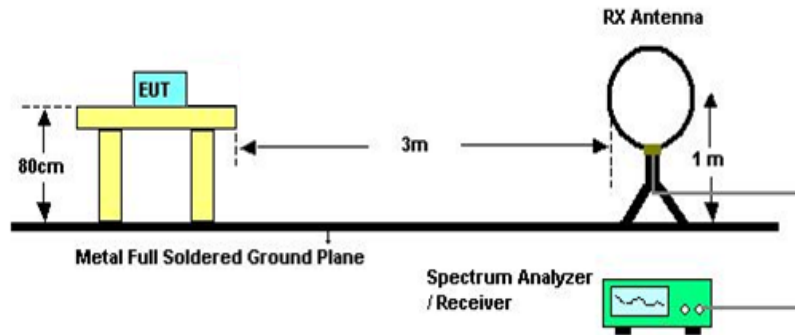 RX Antenna
EUT
80cm
3m
1 m
Metal Full Soldered Ground Plane
Spectrum Analyzer
/ Receiver